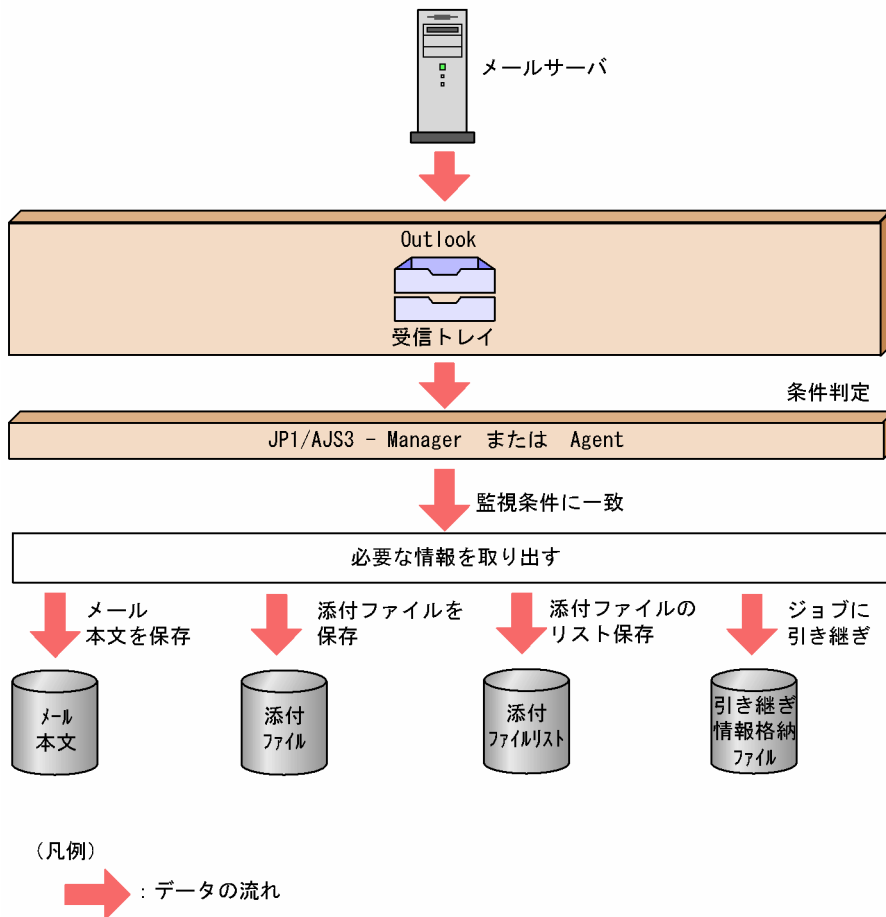 メールサーバ
Outlook
受信トレイ
条件判定
JP1/AJS3 - Manager または Agent
監視条件に一致
必要な情報を取り出す
メール
本文を保存
添付ファイルを
保存
添付ファイルの
リスト保存
ジョブに
引き継ぎ
メール
本文
添付
ファイル
添付
ファイルリスト
引き継ぎ
情報格納
ファイル
(凡例)
:データの流れ